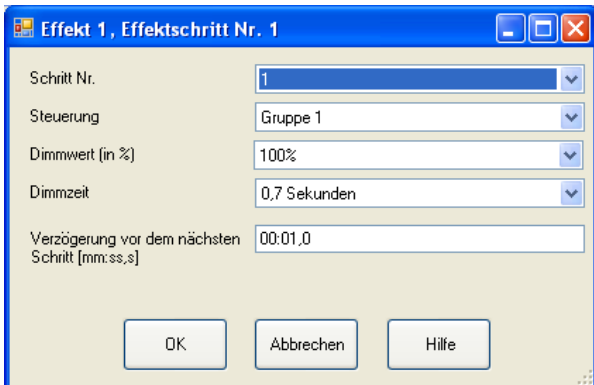 Effekt 1 , Effektschritt Nr. 1
Schritt Nr. 1
Steuerung Gruppe 1
Dimmwert (in %) 100%
Dimmzeit 0,7 Sekunden
Verzögerung vor dem nächsten 00:01,0
Schritt [mm:ss,s]
OK Abbrechen Hilfe